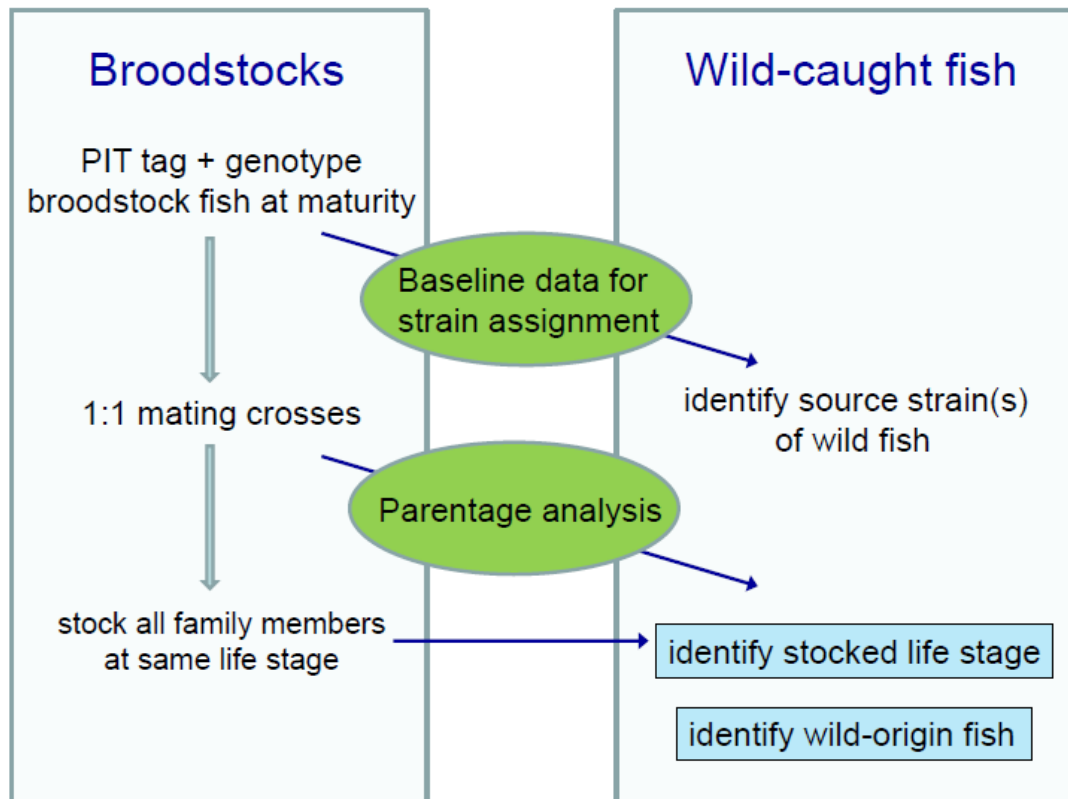 Broodstocks
PIT tag + genotype
broodstock fish at maturity
1:1 mating crosses
stock all family members
at same life stage
Baseline data for
strain assignment
Parentage analysis
Wild-caught fish
identify source strain(s)
of wild fish
identify stocked life stage
identify wild-origin fish